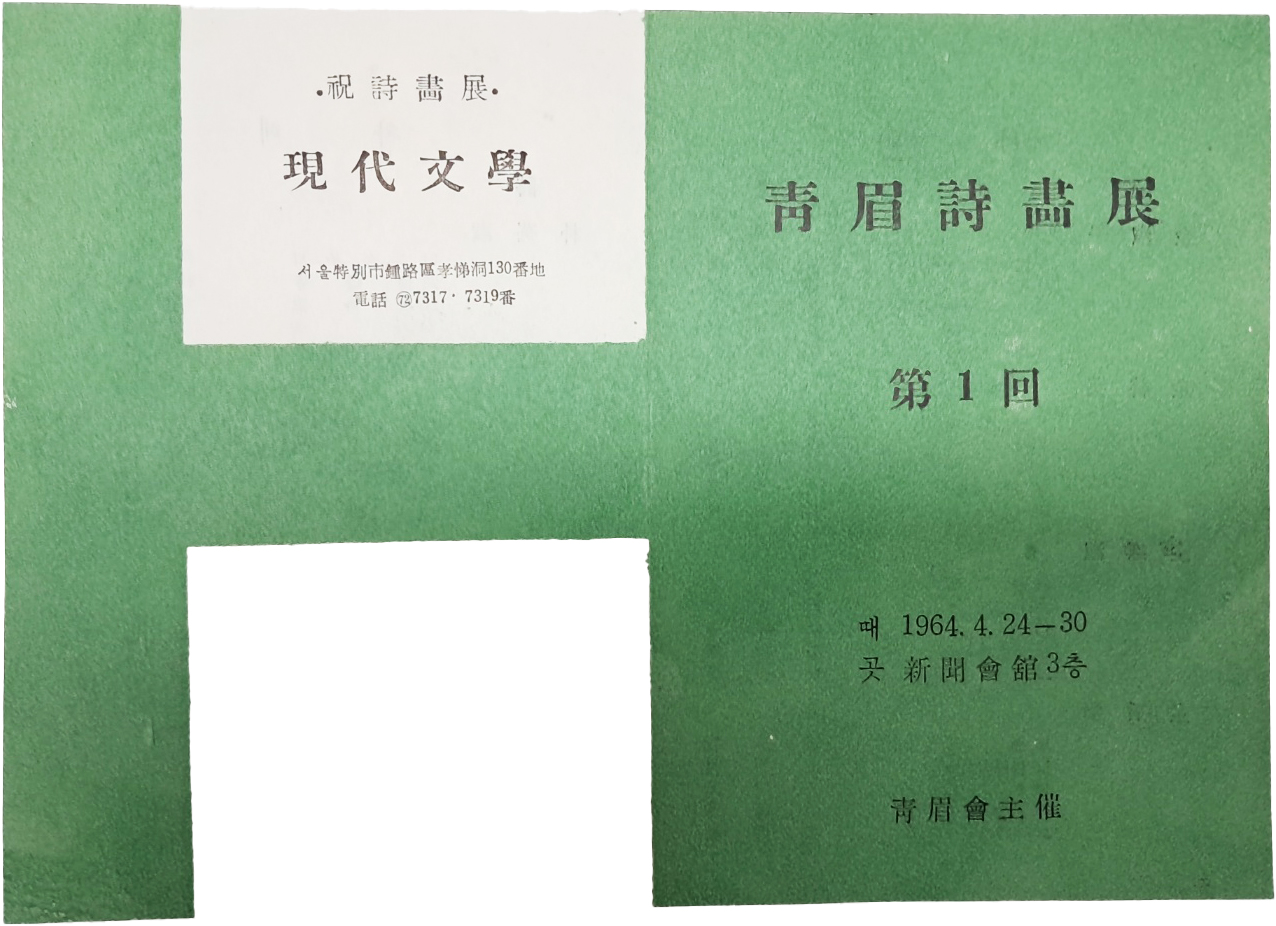 •祝詩畵展•
現代文學
서울特別市鍾路區孝悌洞130番地
電話 ㊲7317·7319番
靑眉詩畵展
第1回
때 1964.4.24—30
곳 新聞會舘3층
靑眉會主催